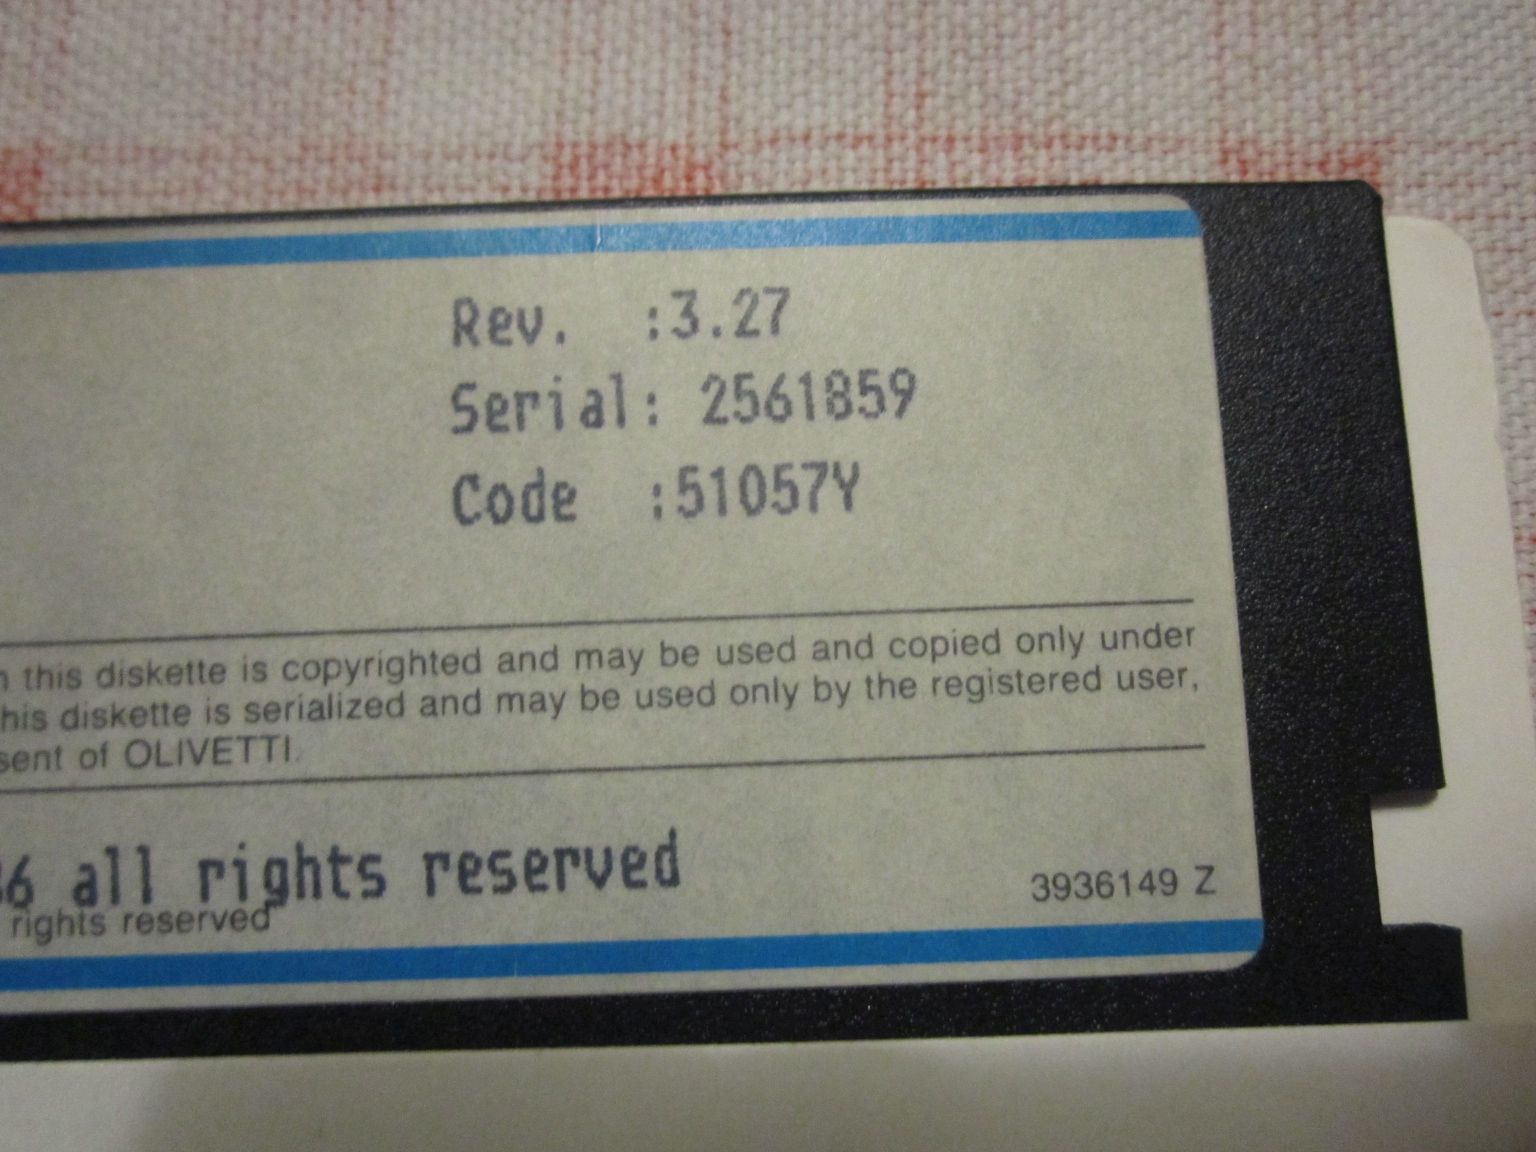 Rev. :3.27
Serial: 2561859
Code :51057Y
this diskette is copyrighted and may be used and copied only under
his diskette is serialized and may be used only by the registered user,
sent of OLIVETTI.
6 all rights reserved
rights reserved
3936149 Z